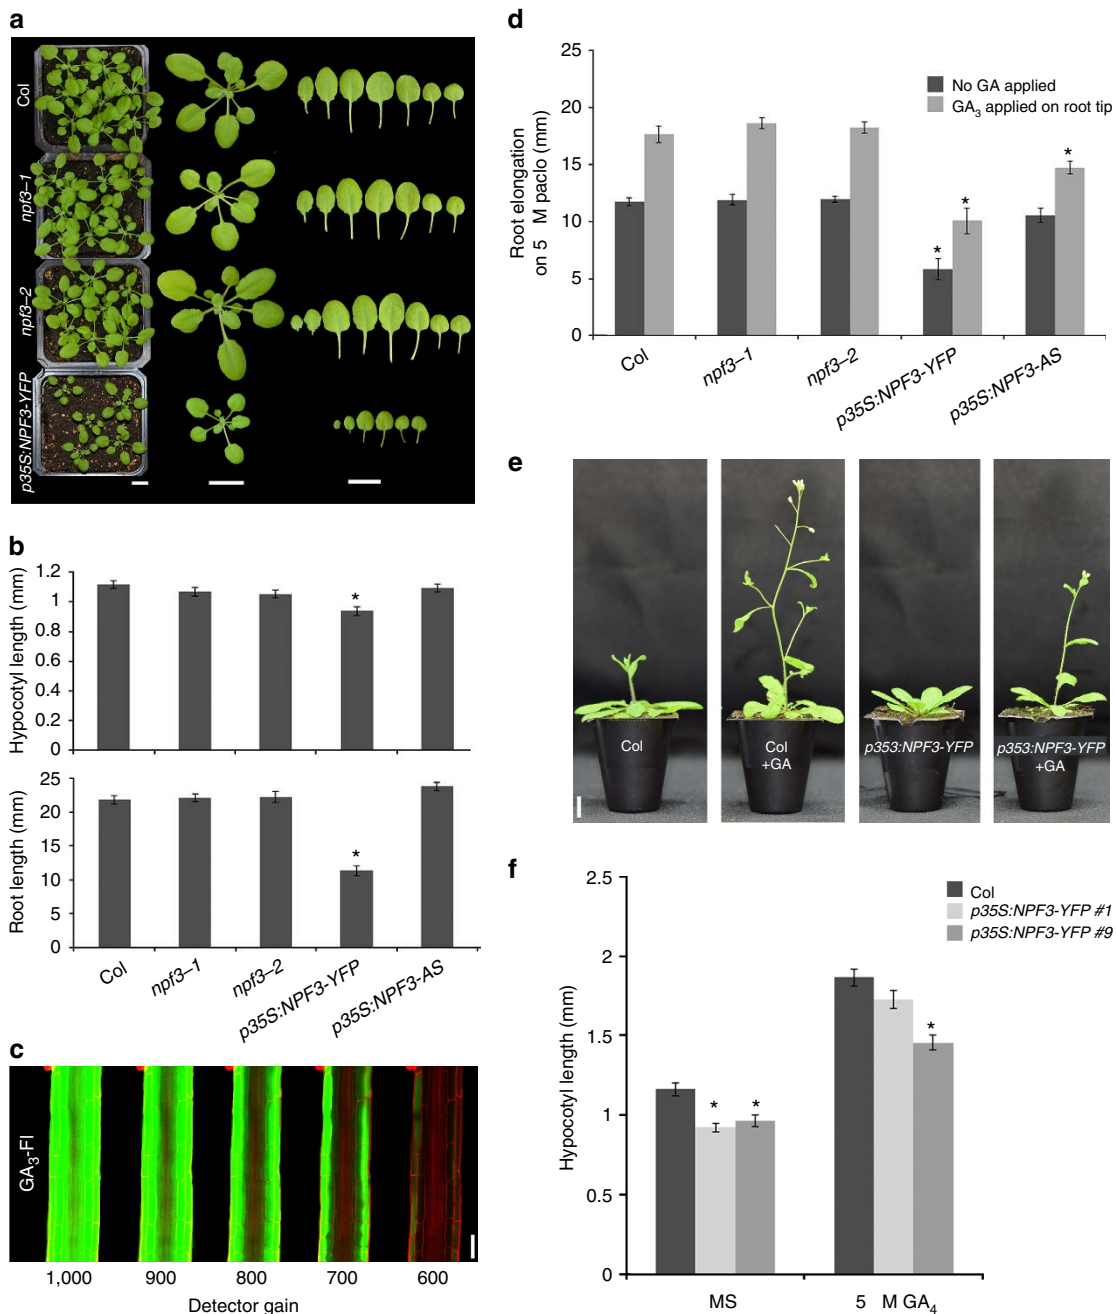 a
Col
npf3–1
npf3–2
p35S:NPF3-YFP
b
Hypocotyl length (mm)
1.2
1
0.8
0.6
0.4
0.2
0
Root length (mm)
25
20
15
10
5
0
Col
npf3–1
npf3–2
p35S:NPF3-YFP
p35S:NPF3-AS
*
*
c
GA3-Fl
1,000 900 800 700 600
Detector gain
d
Root elongation
on 5 M paclo (mm)
25
20
15
10
5
0
No GA applied
GA3 applied on root tip
* * *
Col
npf3–1
npf3–2
p35S:NPF3-YFP
p35S:NPF3-AS
e
Col
Col
+GA
p353:NPF3-YFP
p353:NPF3-YFP
+GA
f
Hypocotyl length (mm)
2.5
2
1.5
1
0.5
0
Col
p35S:NPF3-YFP #1
p35S:NPF3-YFP #9
* * *
MS
5 M GA4